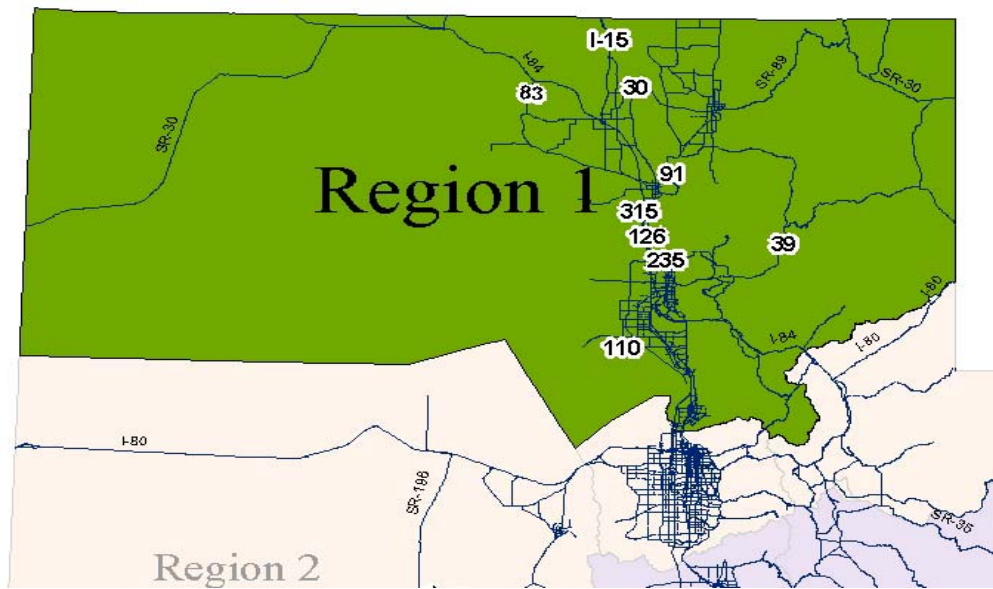 I-15
I-84
30
SR-89
SR-30
83
SR-30
91
Region 1
315
126
39
235
I-80
I-84
I-80
110
I-80
SR-196
SR-35
Region 2